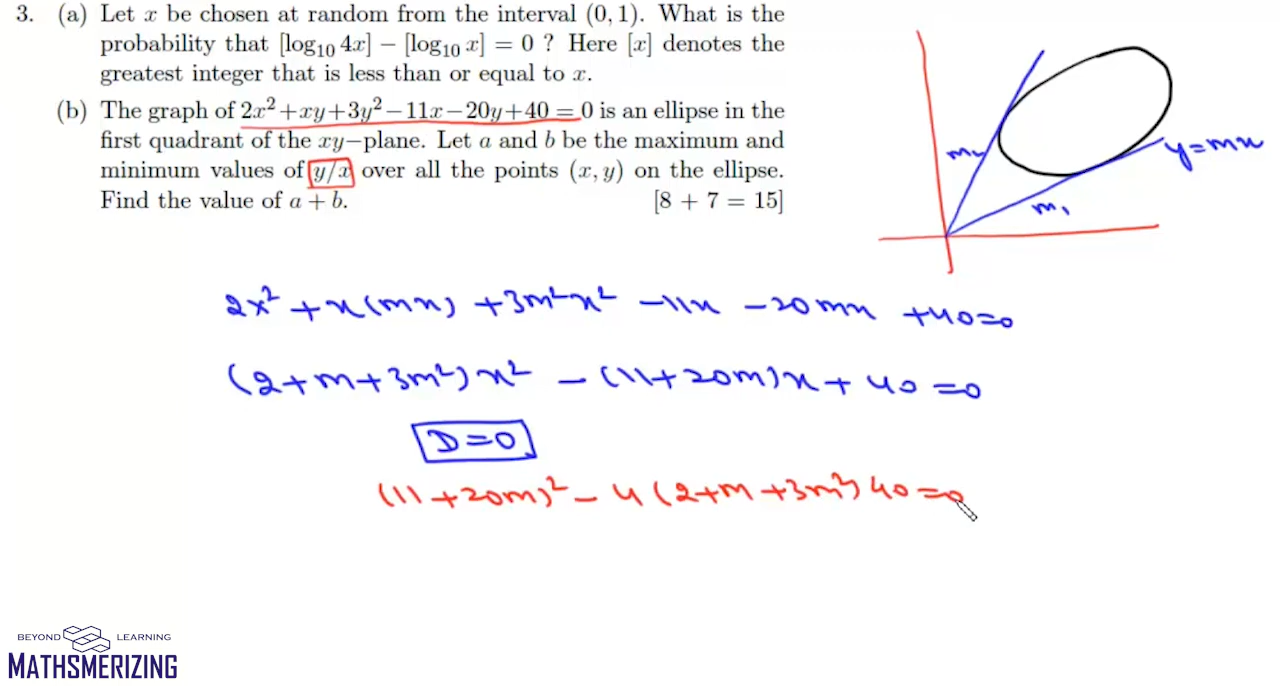 3. (a) Let x be chosen at random from the interval (0, 1). What is the
probability that [log₁₀ 4x] − [log₁₀ x] = 0 ? Here [x] denotes the
greatest integer that is less than or equal to x.
(b) The graph of 2x²+xy+3y²−11x−20y+40 = 0 is an ellipse in the
first quadrant of the xy−plane. Let a and b be the maximum and
minimum values of y/x over all the points (x, y) on the ellipse.
Find the value of a + b. [8 + 7 = 15]
y=mx
m₂
m₁
2x² + x(mx) + 3m²x² − 11x − 20mx + 40=0
(2+m+3m²)x² − (11+20m)x + 40 =0
D=0
(11+20m)² − 4(2+m+3m²)40=0
BEYOND LEARNING
MATHSMERIZING